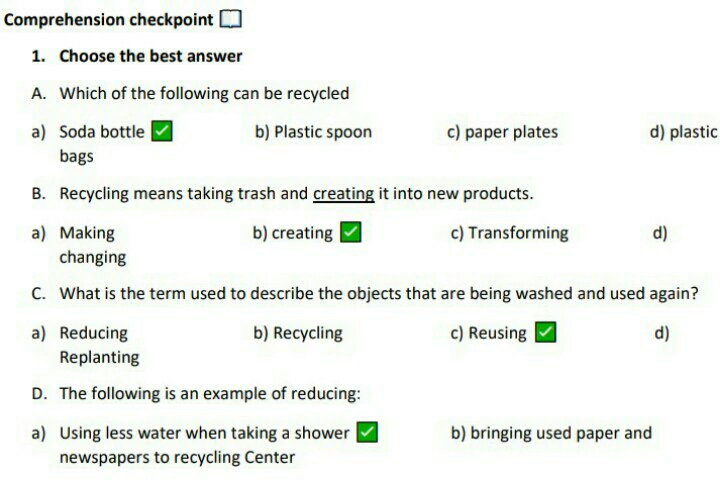 Comprehension checkpoint 📖
1. Choose the best answer
A. Which of the following can be recycled
a) Soda bottle ✅ b) Plastic spoon c) paper plates d) plastic
bags
B. Recycling means taking trash and creating it into new products.
a) Making b) creating ✅ c) Transforming d)
changing
C. What is the term used to describe the objects that are being washed and used again?
a) Reducing b) Recycling c) Reusing ✅ d)
Replanting
D. The following is an example of reducing:
a) Using less water when taking a shower ✅ b) bringing used paper and
newspapers to recycling Center